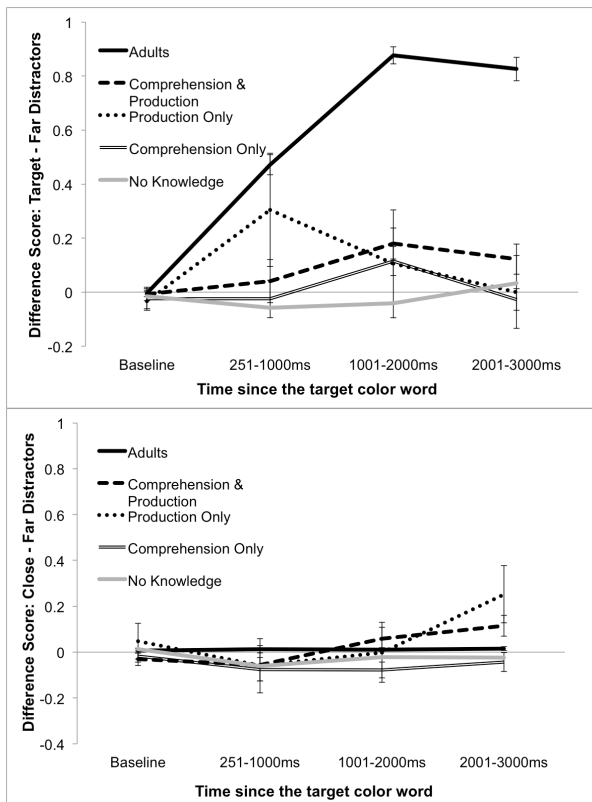 Difference Score: Target - Far Distractors
1
0.8
0.6
0.4
0.2
0
-0.2
Adults
Comprehension &
Production
Production Only
Comprehension Only
No Knowledge
Baseline
251-1000ms
1001-2000ms
2001-3000ms
Time since the target color word
Difference Score: Close - Far Distractors
1
0.8
0.6
0.4
0.2
0
-0.2
-0.4
Adults
Comprehension &
Production
Production Only
Comprehension Only
No Knowledge
Baseline
251-1000ms
1001-2000ms
2001-3000ms
Time since the target color word